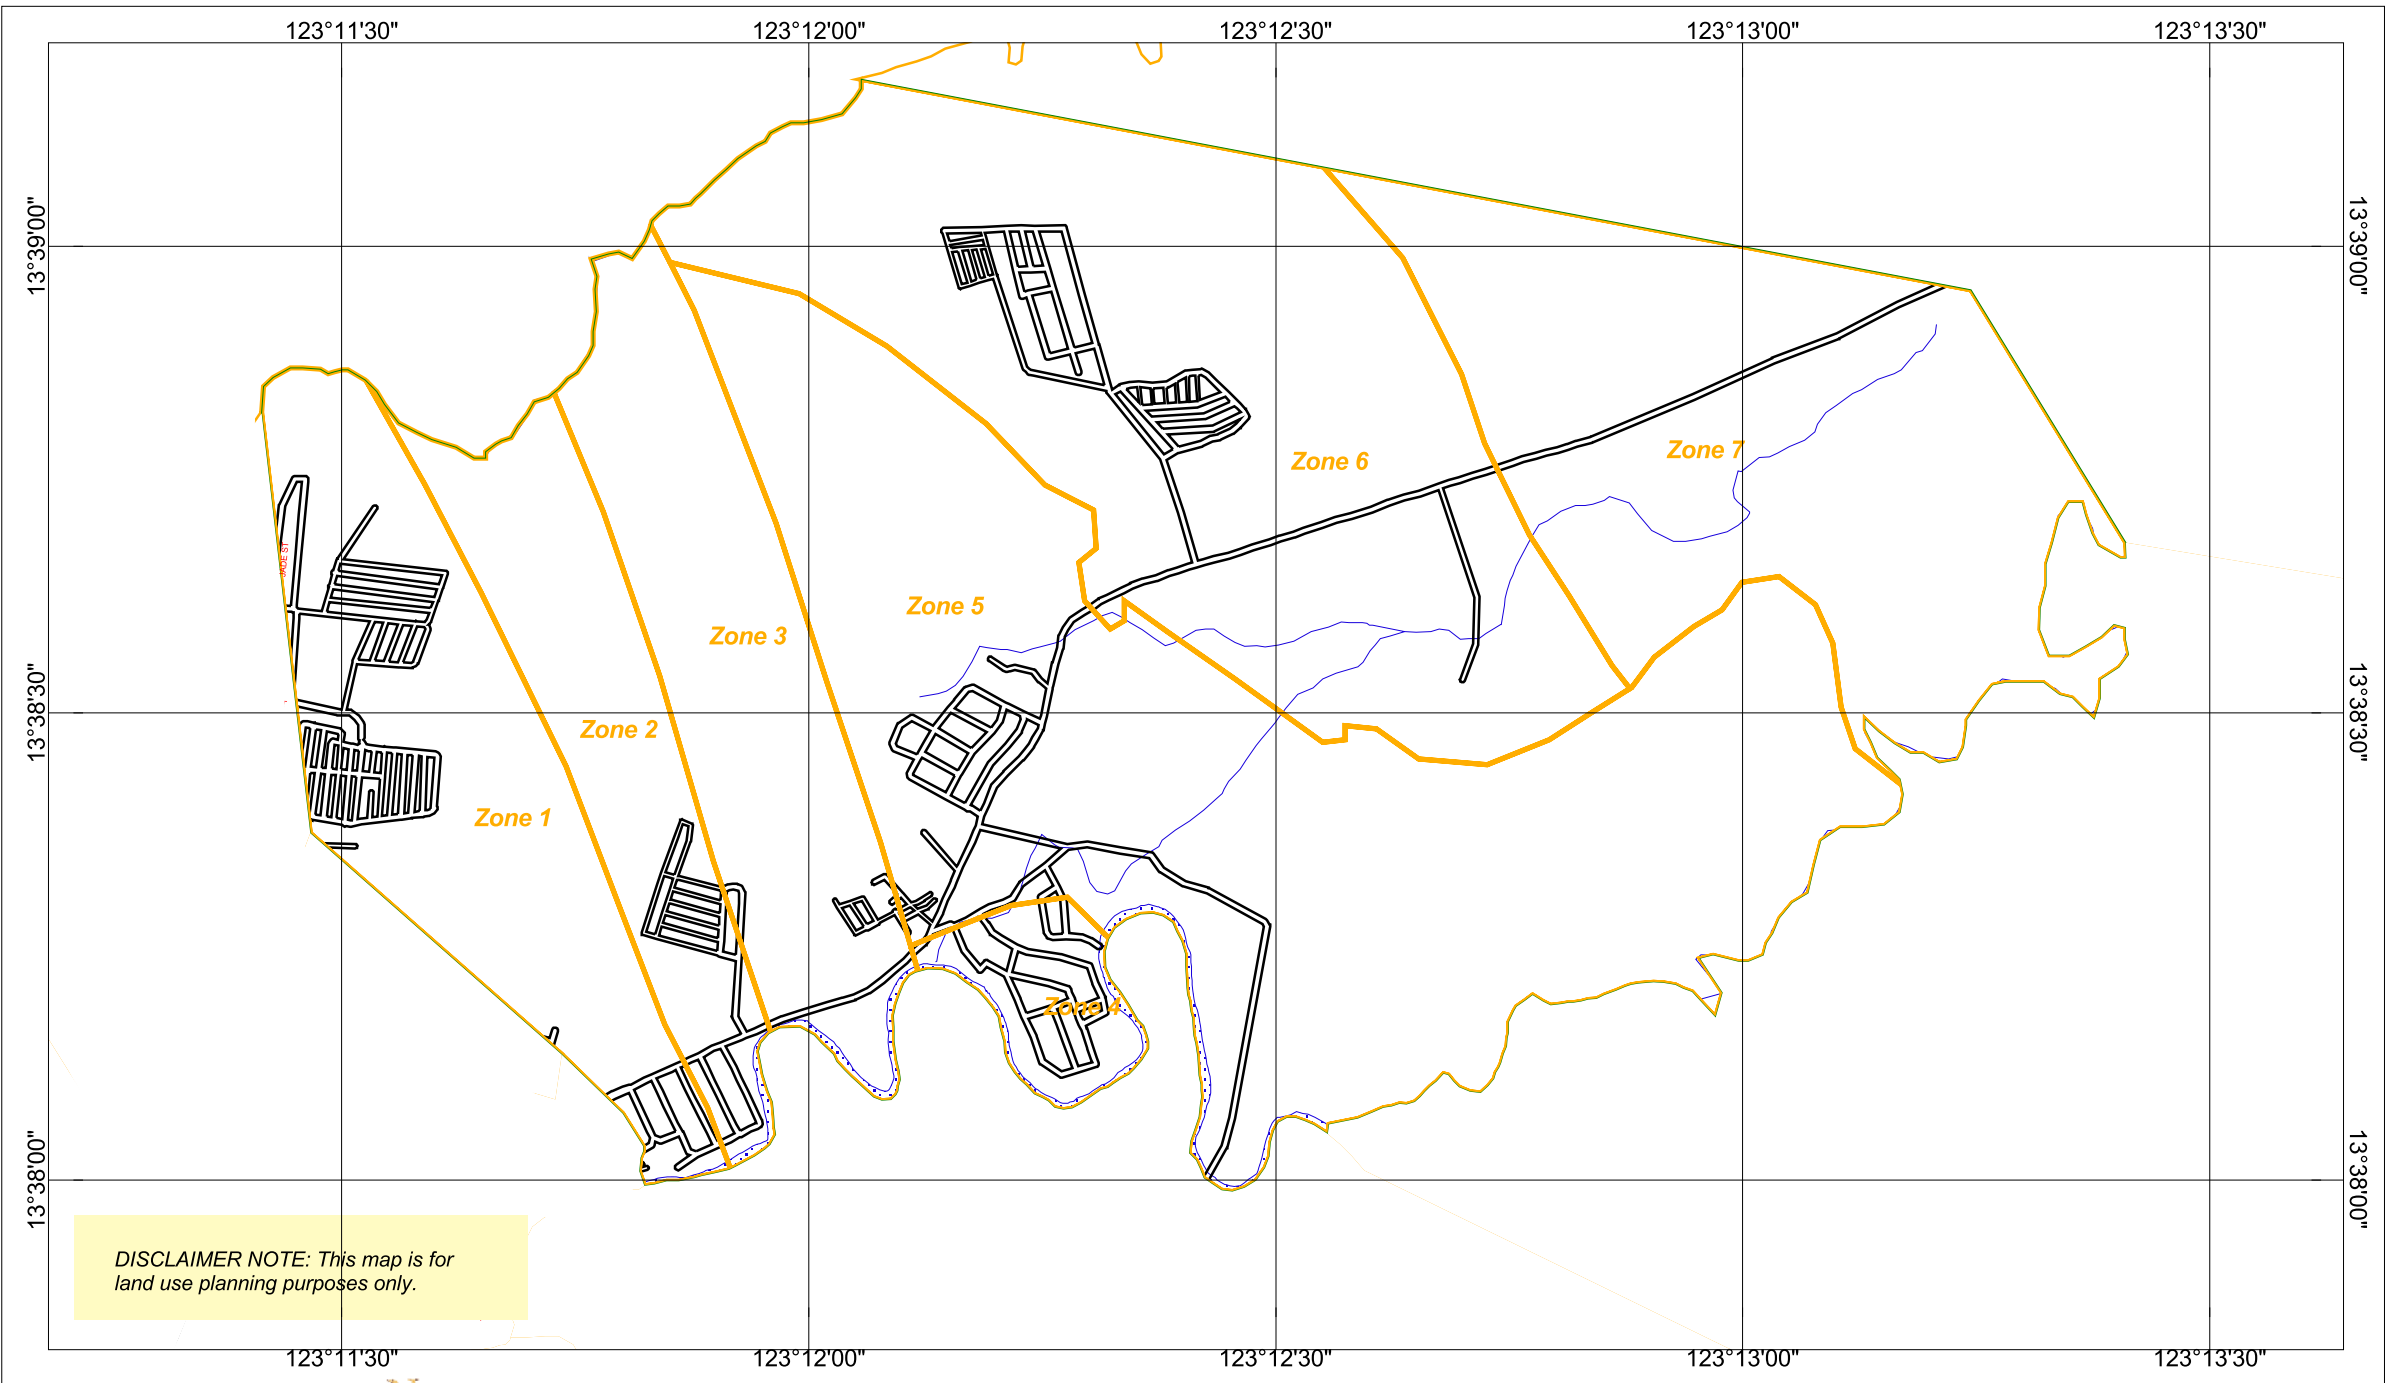 123°11'30" 123°12'00" 123°12'30" 123°13'00" 123°13'30"
13°39'00" 13°39'00"
Zone 7
Zone 6
JADE ST
Zone 5
Zone 3
13°38'30" 13°38'30"
Zone 2
Zone 1
Zone 4
13°38'00" 13°38'00"
DISCLAIMER NOTE: This map is for
land use planning purposes only.
123°11'30" 123°12'00" 123°12'30" 123°13'00" 123°13'30"